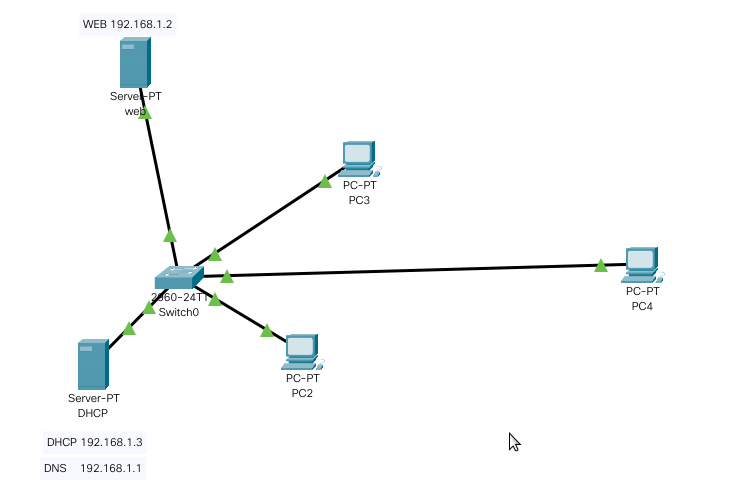 WEB 192.168.1.2
Server-PT
web
PC-PT
PC3
PC-PT
PC4
2960-24TT
Switch0
PC-PT
PC2
Server-PT
DHCP
DHCP 192.168.1.3
DNS 192.168.1.1